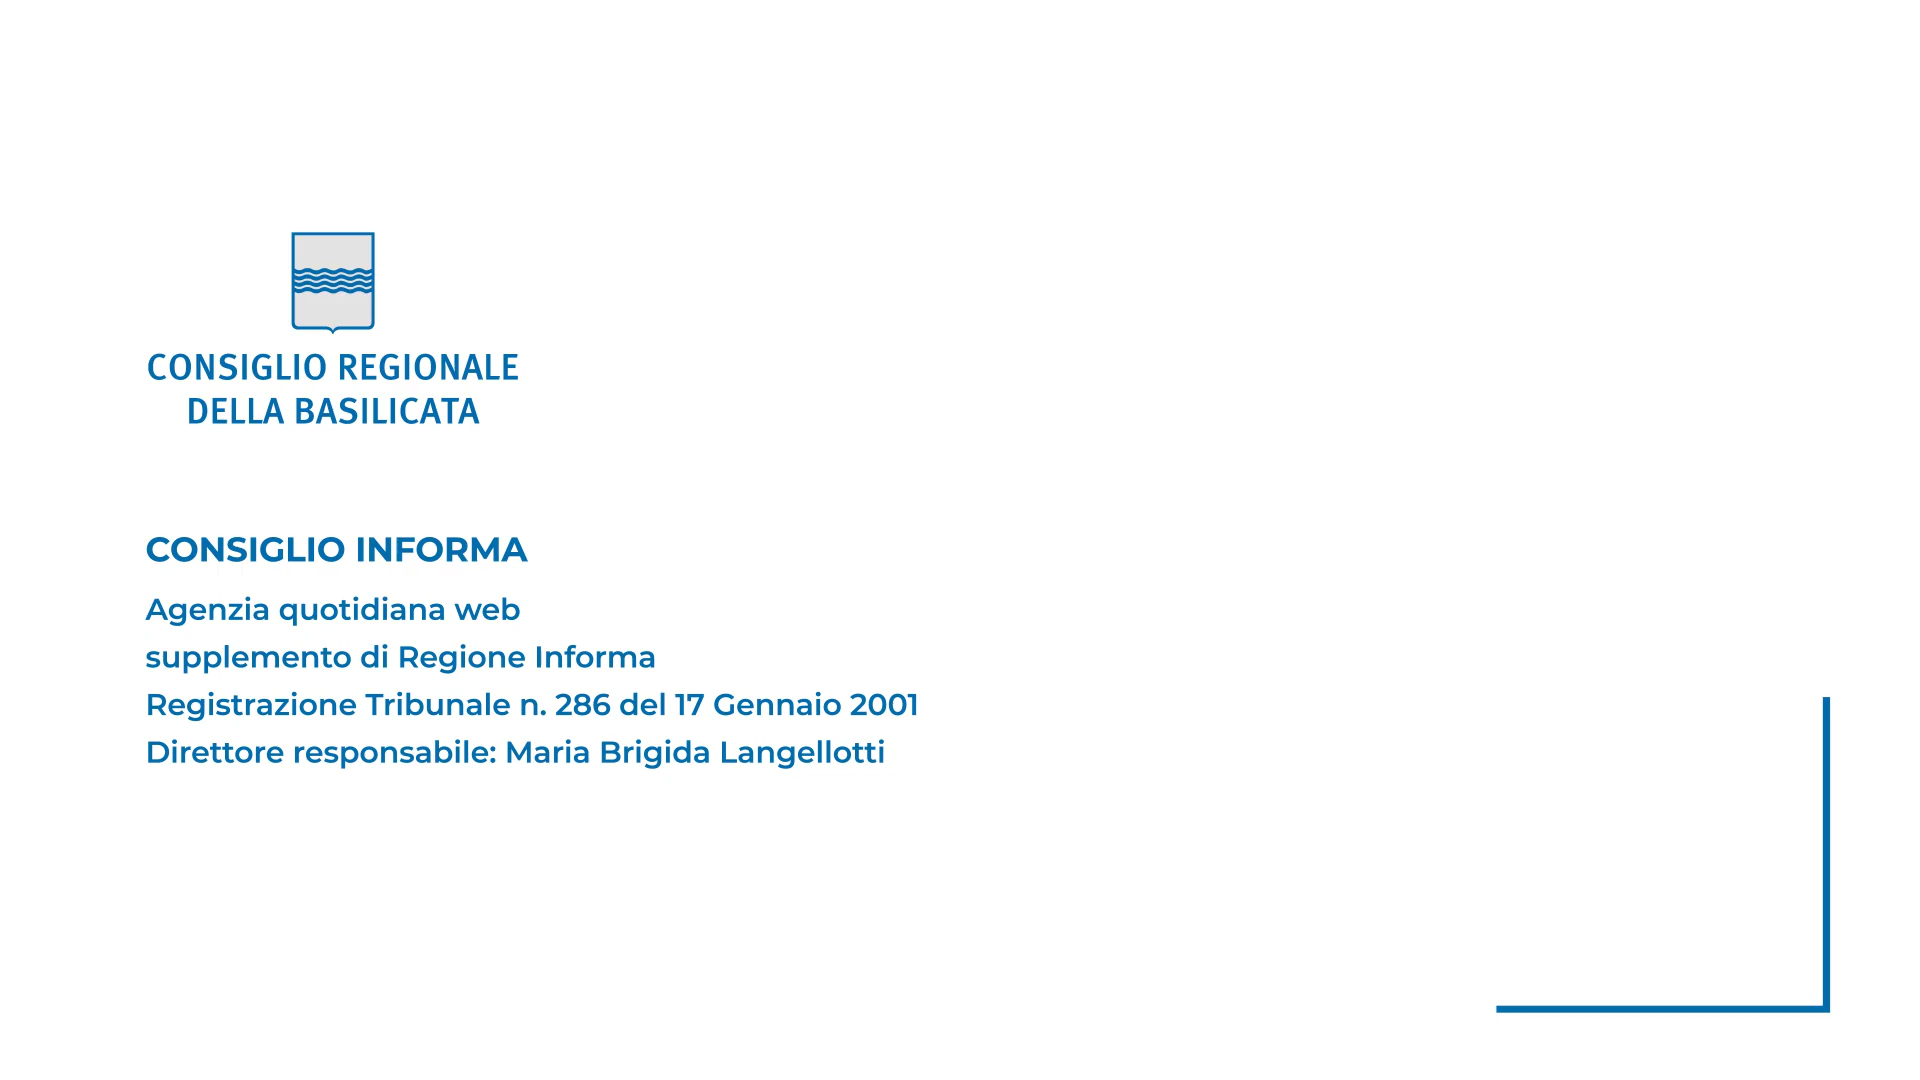 CONSIGLIO REGIONALE
DELLA BASILICATA
CONSIGLIO INFORMA
Agenzia quotidiana web
supplemento di Regione Informa
Registrazione Tribunale n. 286 del 17 Gennaio 2001
Direttore responsabile: Maria Brigida Langellotti